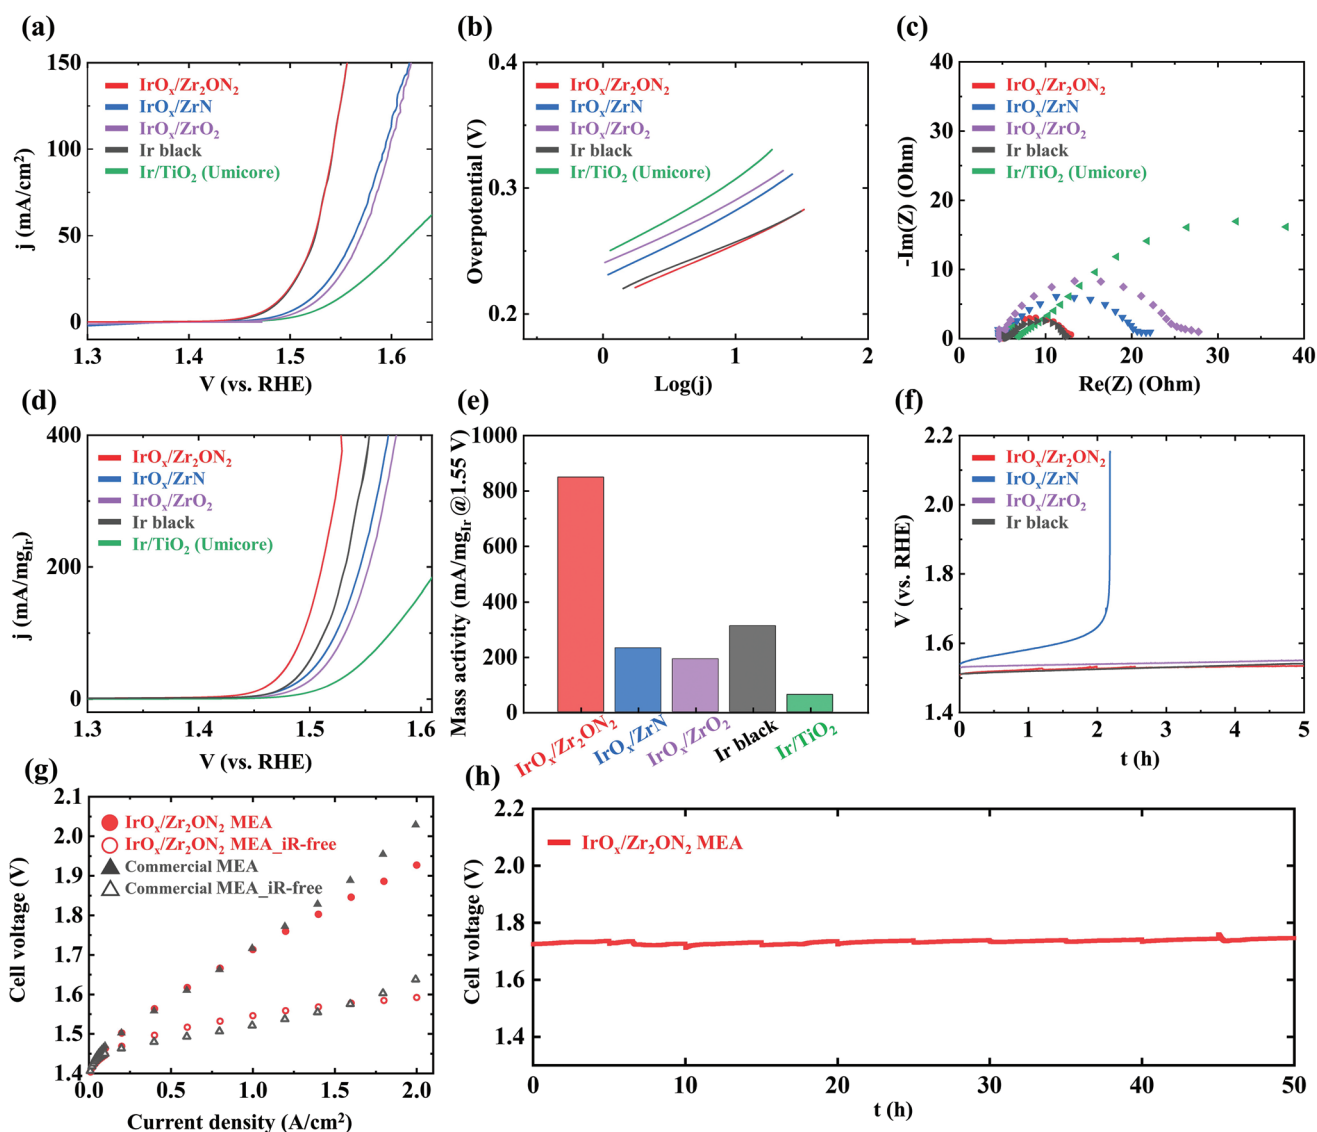 (a)
150
100
50
0
1.3
1.4
1.5
1.6
j (mA/cm²)
V (vs. RHE)
IrOₓ/Zr₂ON₂
IrOₓ/ZrN
IrOₓ/ZrO₂
Ir black
Ir/TiO₂ (Umicore)
(b)
0.4
0.3
0.2
0
1
2
Overpotential (V)
Log(j)
IrOₓ/Zr₂ON₂
IrOₓ/ZrN
IrOₓ/ZrO₂
Ir black
Ir/TiO₂ (Umicore)
(c)
40
30
20
10
0
0
10
20
30
40
-Im(Z) (Ohm)
Re(Z) (Ohm)
IrOₓ/Zr₂ON₂
IrOₓ/ZrN
IrOₓ/ZrO₂
Ir black
Ir/TiO₂ (Umicore)
(d)
400
200
0
1.3
1.4
1.5
1.6
j (mA/mg_Ir)
V (vs. RHE)
IrOₓ/Zr₂ON₂
IrOₓ/ZrN
IrOₓ/ZrO₂
Ir black
Ir/TiO₂ (Umicore)
(e)
1000
800
600
400
200
0
Mass activity (mA/mg_Ir @1.55 V)
IrOₓ/Zr₂ON₂
IrOₓ/ZrN
IrOₓ/ZrO₂
Ir black
Ir/TiO₂
(f)
2.2
2.0
1.8
1.6
1.4
0
1
2
3
4
5
V (vs. RHE)
t (h)
IrOₓ/Zr₂ON₂
IrOₓ/ZrN
IrOₓ/ZrO₂
Ir black
(g)
2.1
2.0
1.9
1.8
1.7
1.6
1.5
1.4
0.0
0.5
1.0
1.5
2.0
Cell voltage (V)
Current density (A/cm²)
IrOₓ/Zr₂ON₂ MEA
IrOₓ/Zr₂ON₂ MEA_iR-free
Commercial MEA
Commercial MEA_iR-free
(h)
2.2
2.0
1.8
1.6
1.4
0
10
20
30
40
50
Cell voltage (V)
t (h)
IrOₓ/Zr₂ON₂ MEA